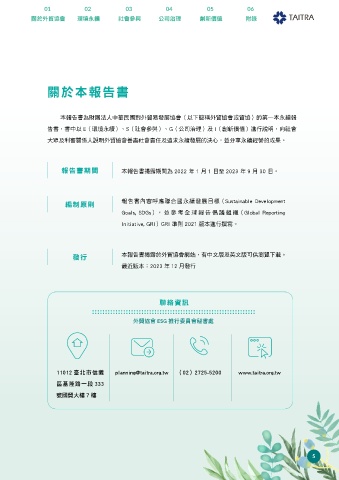 01 02 03 04 05 06
關於外貿協會 環境永續 社會參與 公司治理 創新價值 附錄 TAITRA
關於本報告書
本報告書為財團法人中華民國對外貿易發展協會（以下簡稱外貿協會或貿協）的第一本永續報
告書，書中以 E（環境永續）、S（社會參與）、G（公司治理）及 I（創新價值）進行說明，向社會
大眾及利害關係人說明外貿協會善盡社會責任及追求永續發展的決心，並分享永續經營的成果。
報告書期間 本報告書揭露期間為 2022 年 1 月 1 日至 2023 年 9 月 30 日。
編制原則 報告書內容呼應聯合國永續發展目標（Sustainable Development
Goals, SDGs），並參考全球報告倡議組織（Global Reporting
Initiative, GRI）GRI 準則 2021 版本進行撰寫。
發行 本報告書揭露於外貿協會網站，有中文版及英文版可供瀏覽下載。
最近版本：2023 年 12 月發行
聯絡資訊
外貿協會 ESG 推行委員會秘書處
11012 臺北市信義 planning@taitra.org.tw （02）2725-5200 www.taitra.org.tw
區基隆路一段 333
號國貿大樓 7 樓
5